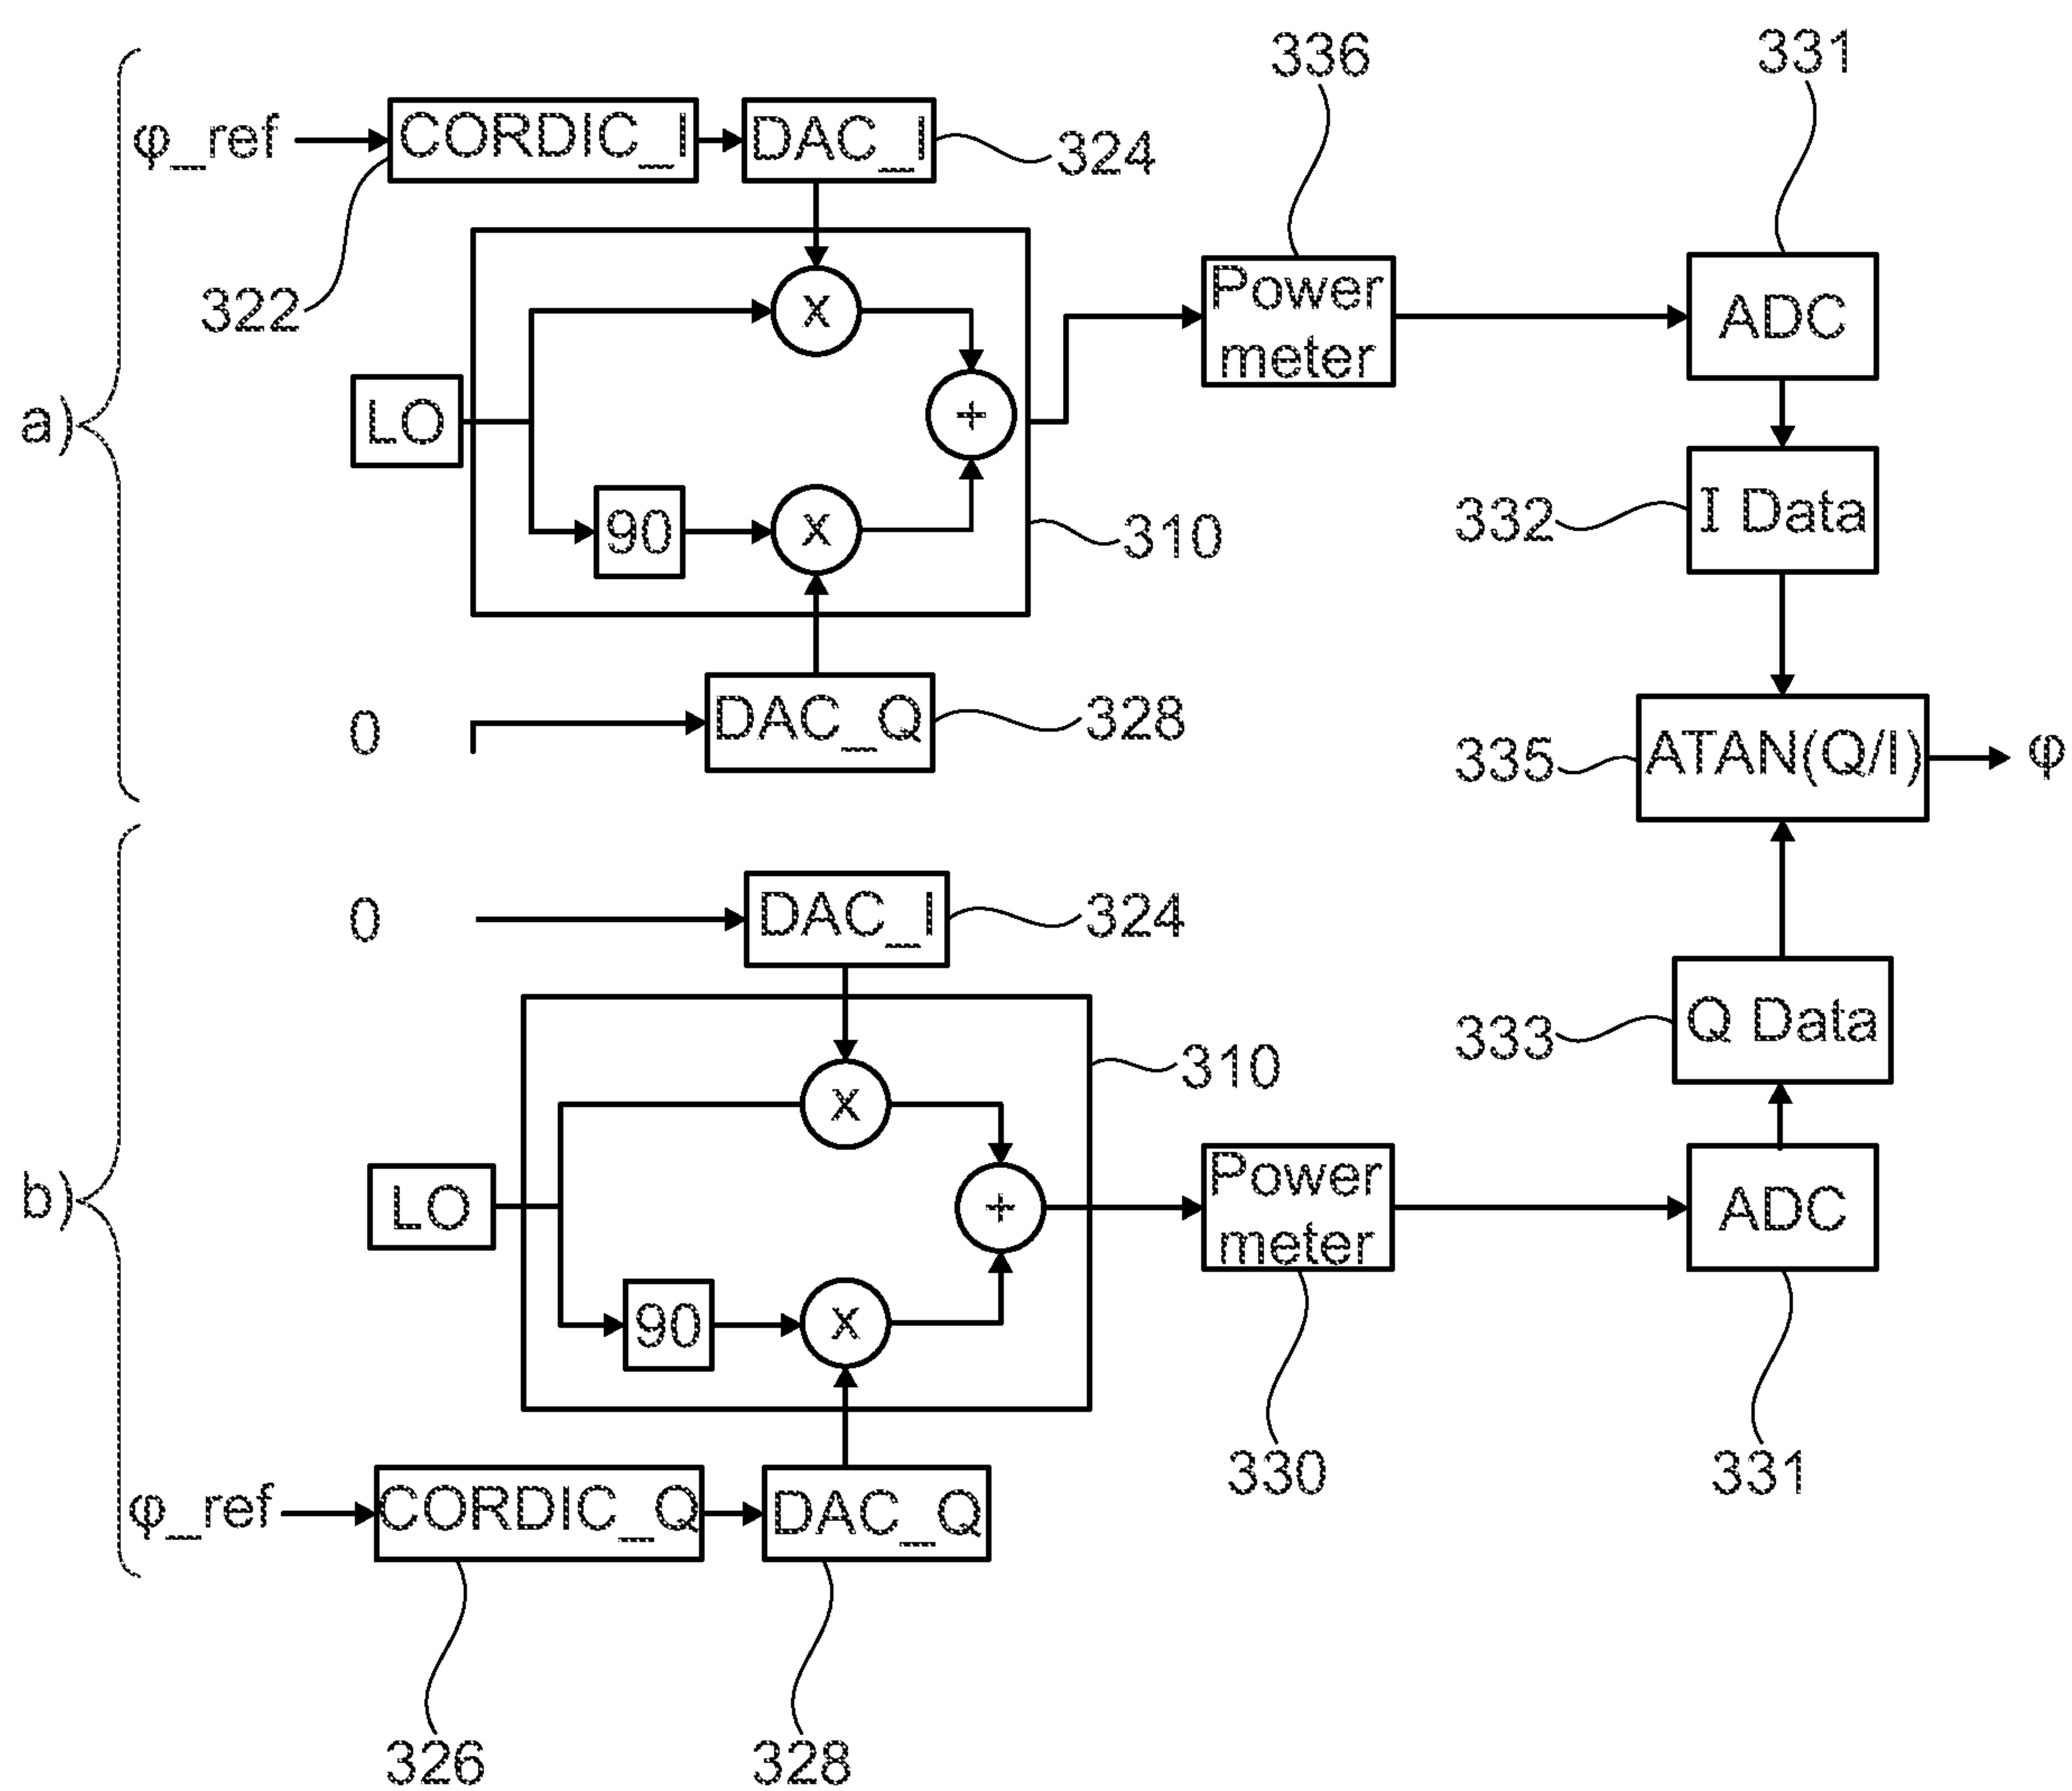 336
331
φ_ref
CORDIC_I
DAC_I
324
322
X
Power
meter
ADC
a)
LO
+
90
X
310
332
I Data
0
DAC_Q
328
335
ATAN(Q/I)
φ
0
DAC_I
324
333
Q Data
310
X
b)
LO
+
Power
meter
ADC
90
X
330
331
φ_ref
CORDIC_Q
DAC_Q
326
328